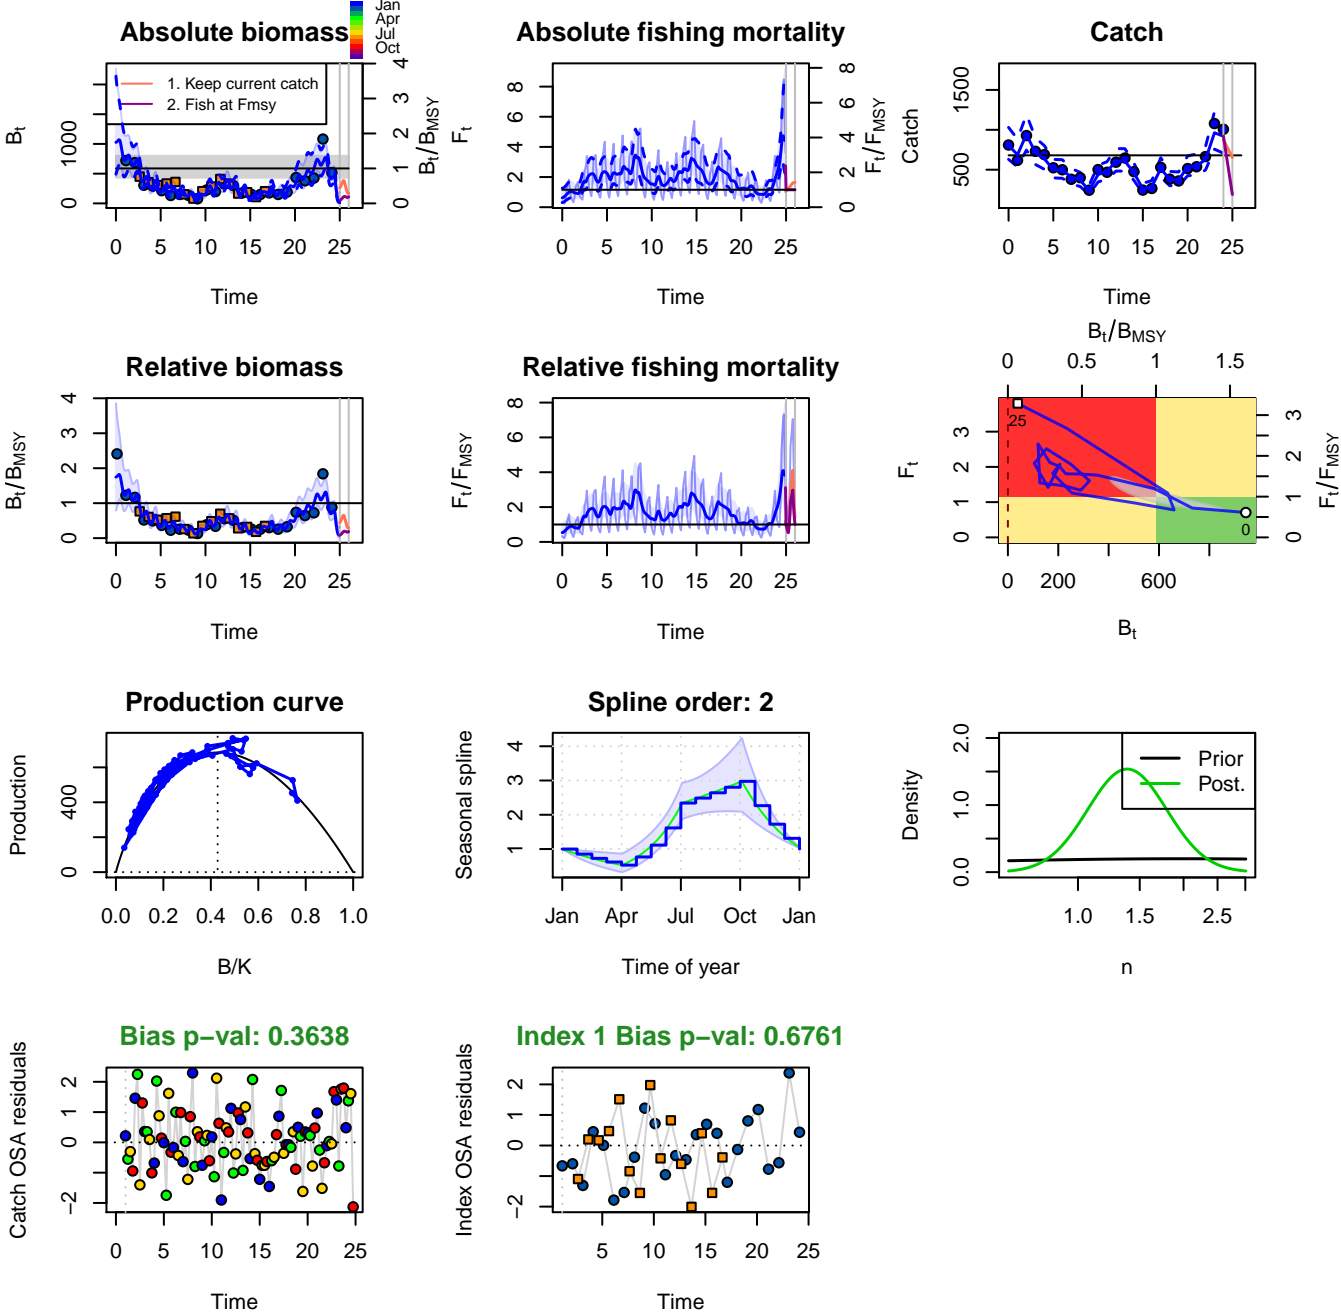 Jan
Apr
Jul
Oct
Absolute biomass
1. Keep current catch
2. Fish at Fmsy
0 1000
0 1 2 3 4
0 5 10 15 20 25
Bt
Bt/BMSY
Time
Absolute fishing mortality
0 2 4 6 8
0 2 4 6 8
0 5 10 15 20 25
Ft
Ft/FMSY
Time
Catch
500 1500
0 5 10 15 20 25
Catch
Time
Relative biomass
0 1 2 3 4
0 5 10 15 20 25
Bt/BMSY
Time
Relative fishing mortality
0 2 4 6 8
0 5 10 15 20 25
Ft/FMSY
Time
Bt/BMSY
0 0.5 1 1.5
25
0
0 1 2 3
0 1 2 3
0 200 600
Ft
Ft/FMSY
Bt
Production curve
0 400
0.0 0.2 0.4 0.6 0.8 1.0
Production
B/K
Spline order: 2
1 2 3 4
Jan Apr Jul Oct Jan
Seasonal spline
Time of year
Prior
Post.
0.0 1.0 2.0
1.0 1.5 2.5
Density
n
Bias p−val: 0.3638
−2 0 1 2
0 5 10 15 20 25
Catch OSA residuals
Time
Index 1 Bias p−val: 0.6761
−2 0 1 2
5 10 15 20 25
Index OSA residuals
Time